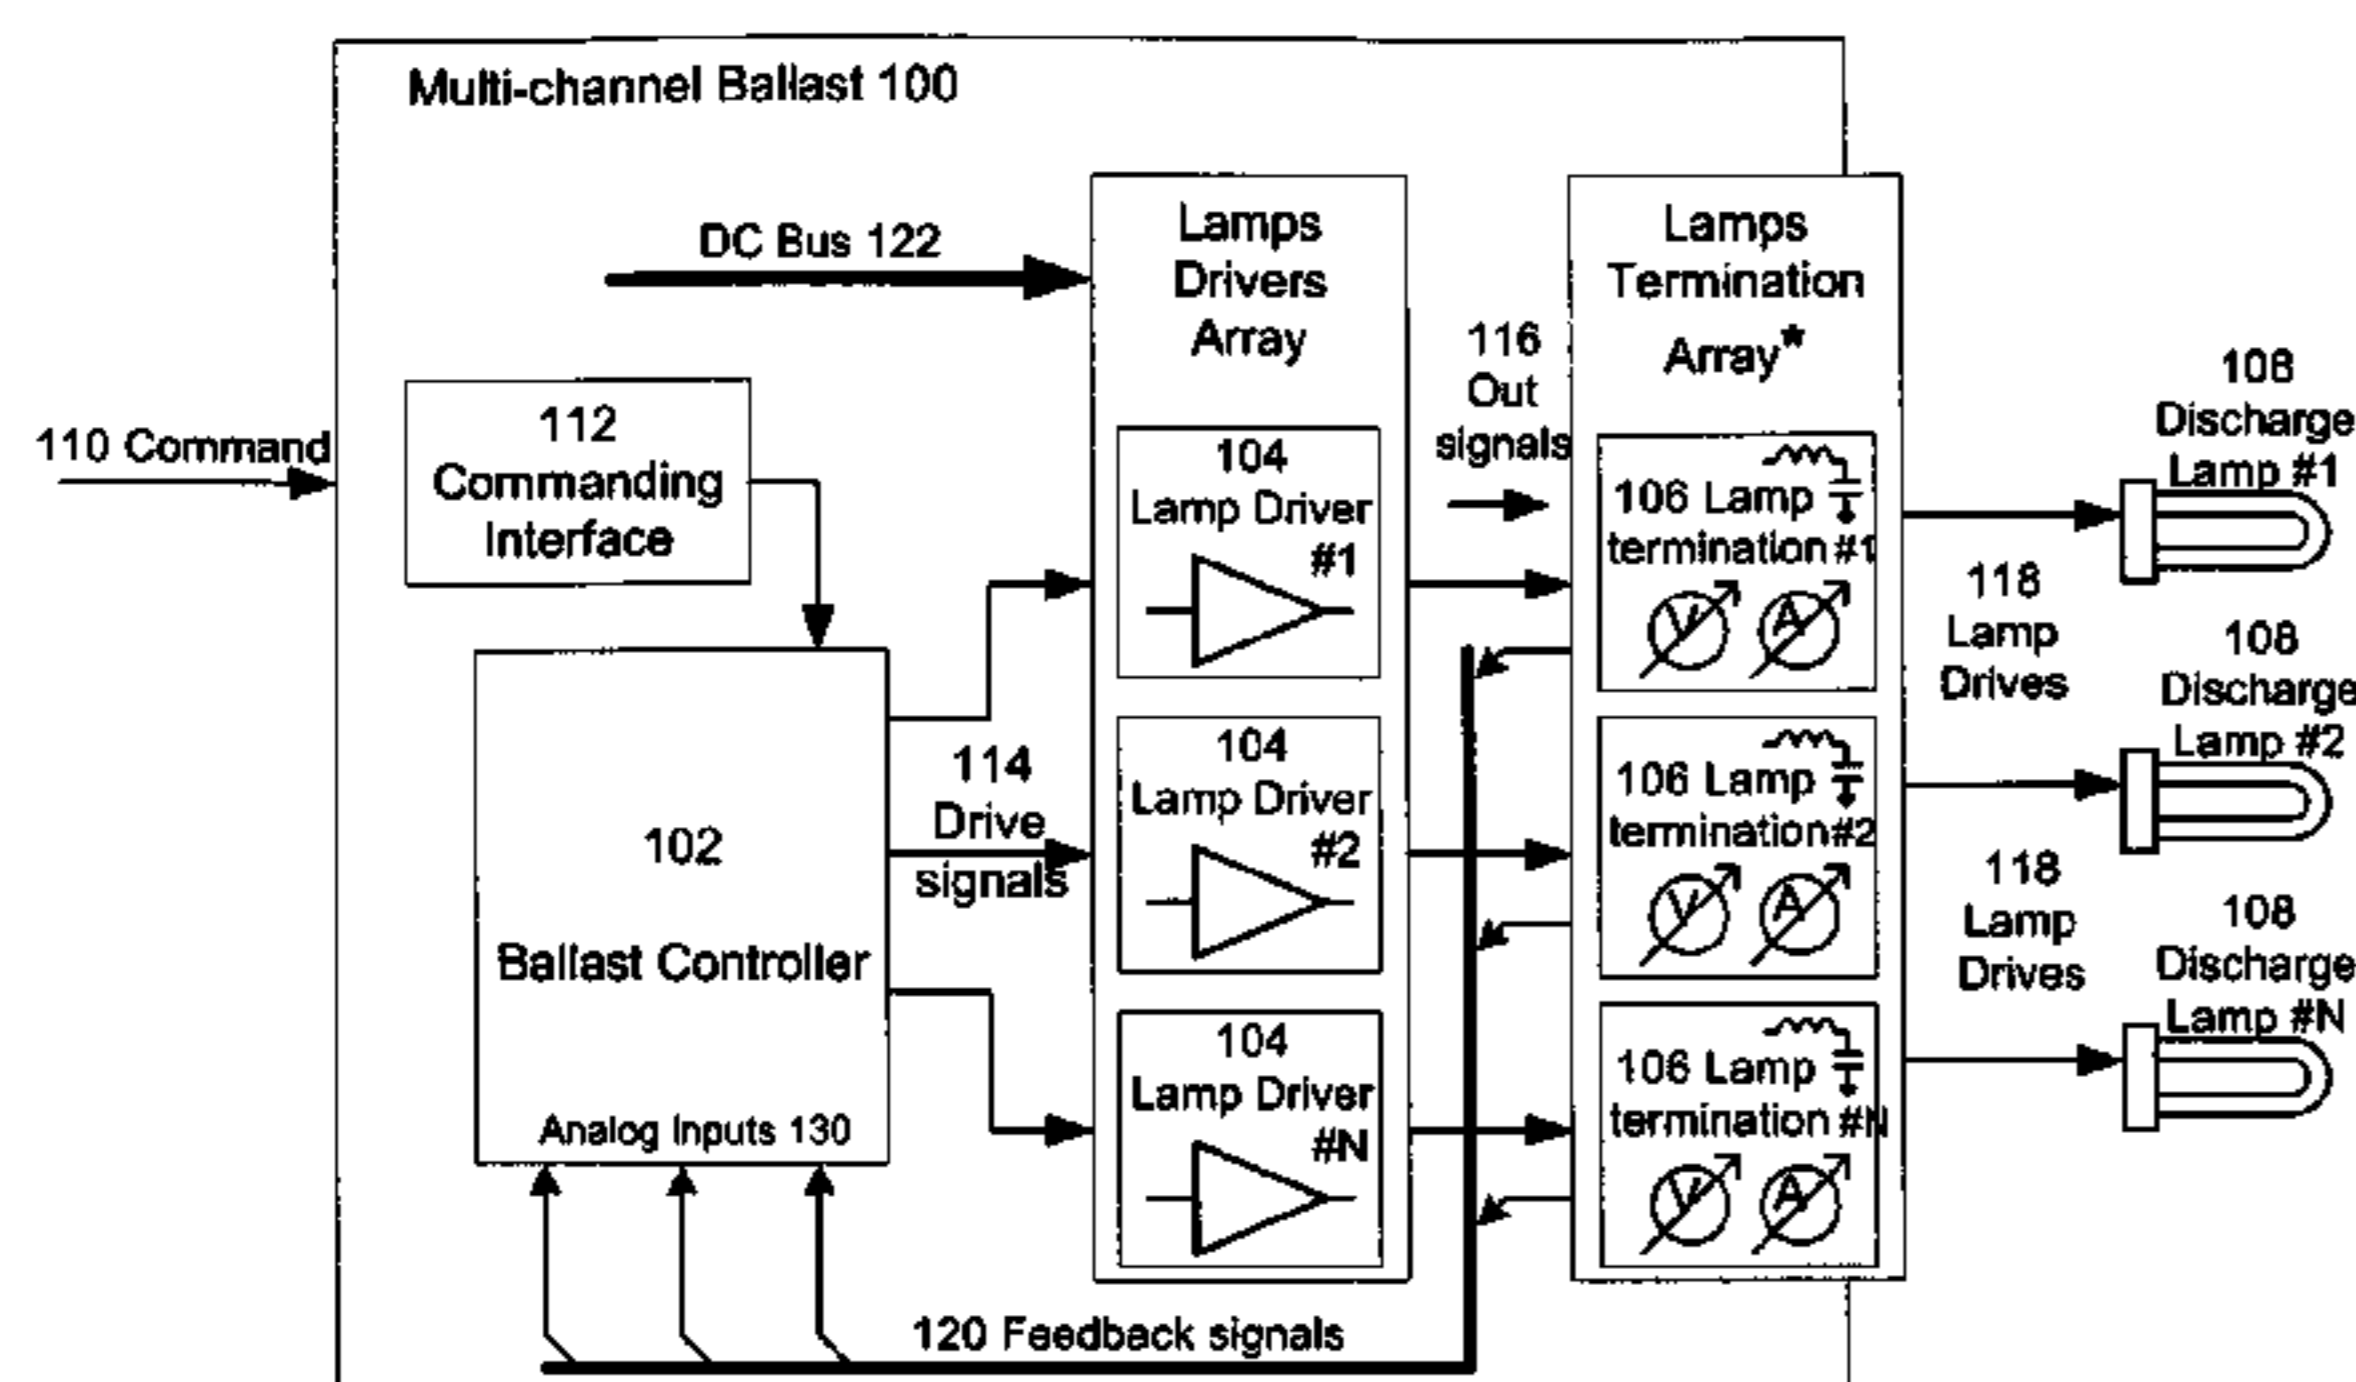 Multi-channel Ballast 100
DC Bus 122
110 Command
112
Commanding
Interface
102
Ballast Controller
Analog Inputs 130
114
Drive
signals
Lamps
Drivers
Array
104
Lamp Driver
#1
104
Lamp Driver
#2
104
Lamp Driver
#N
116
Out
signals
Lamps
Termination
Array*
106 Lamp
termination #1
V A
106 Lamp
termination #2
V A
106 Lamp
termination #N
V A
118
Lamp
Drives
118
Lamp
Drives
108
Discharge
Lamp #1
108
Discharge
Lamp #2
108
Discharge
Lamp #N
120 Feedback signals